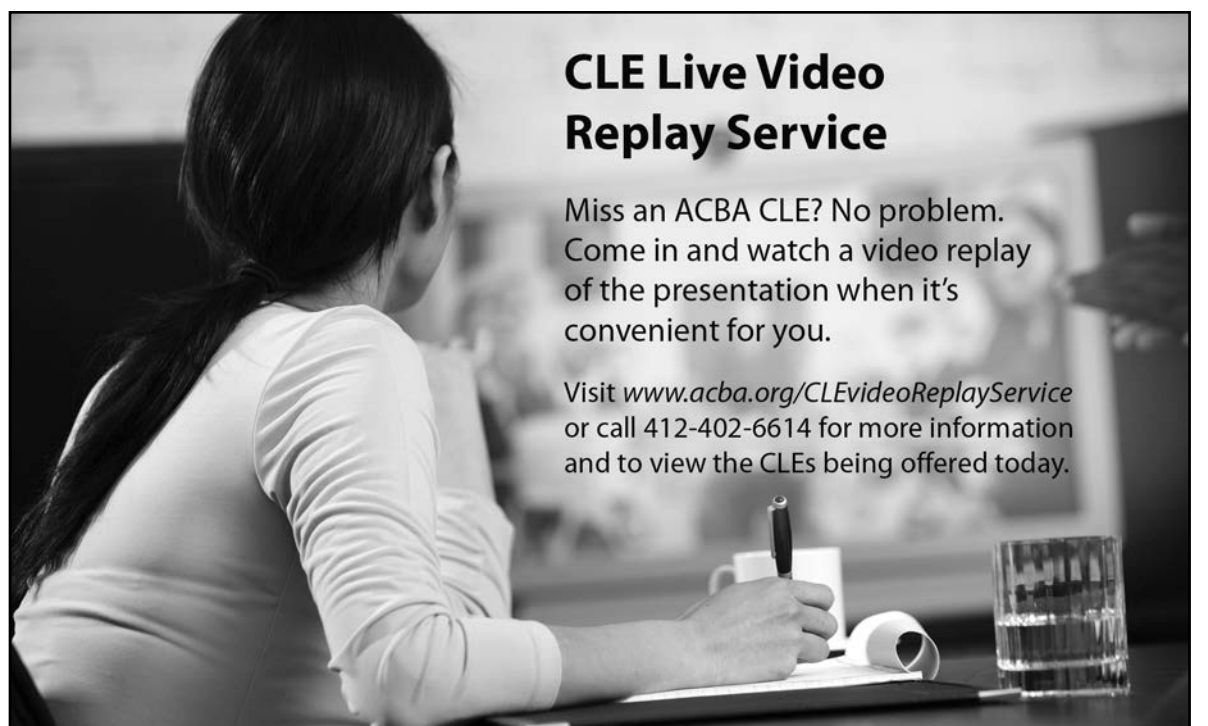 CLE Live Video
Replay Service
Miss an ACBA CLE? No problem.
Come in and watch a video replay
of the presentation when it’s
convenient for you.
Visit www.acba.org/CLEvideoReplayService
or call 412-402-6614 for more information
and to view the CLEs being offered today.